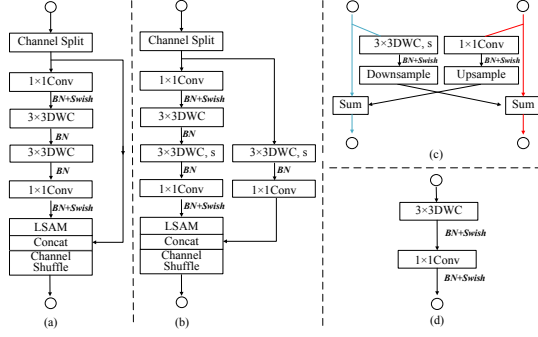 Channel Split
1×1Conv
BN+Swish
3×3DWC
BN
3×3DWC
BN
1×1Conv
BN+Swish
LSAM
Concat
Channel
Shuffle
(a)
Channel Split
1×1Conv
BN+Swish
3×3DWC
BN
3×3DWC, s
3×3DWC, s
BN
BN
1×1Conv
1×1Conv
BN+Swish
LSAM
Concat
Channel
Shuffle
(b)
3×3DWC, s
1×1Conv
BN+Swish
BN+Swish
Downsample
Upsample
Sum
Sum
(c)
3×3DWC
BN+Swish
1×1Conv
BN+Swish
(d)